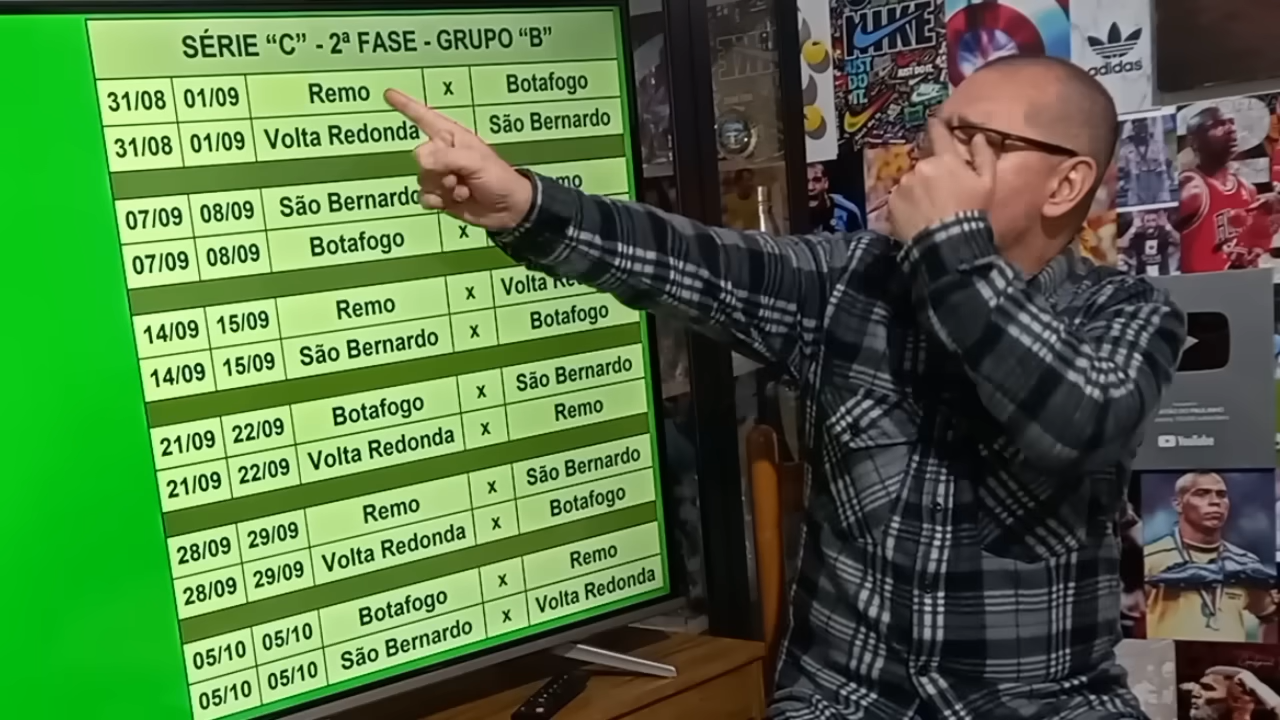 SÉRIE “C” - 2ª FASE - GRUPO “B”
31/08 01/09 Remo x Botafogo
31/08 01/09 Volta Redonda São Bernardo
07/09 08/09 São Bernardo
07/09 08/09 Botafogo x
14/09 15/09 Remo x Volta
14/09 15/09 São Bernardo x Botafogo
21/09 22/09 Botafogo x São Bernardo
21/09 22/09 Volta Redonda x Remo
28/09 29/09 Remo x São Bernardo
28/09 29/09 Volta Redonda x Botafogo
05/10 05/10 Botafogo x Remo
05/10 05/10 São Bernardo x Volta Redonda
NIKE
JUST DO IT.
JUST DO IT.
adidas
YouTube